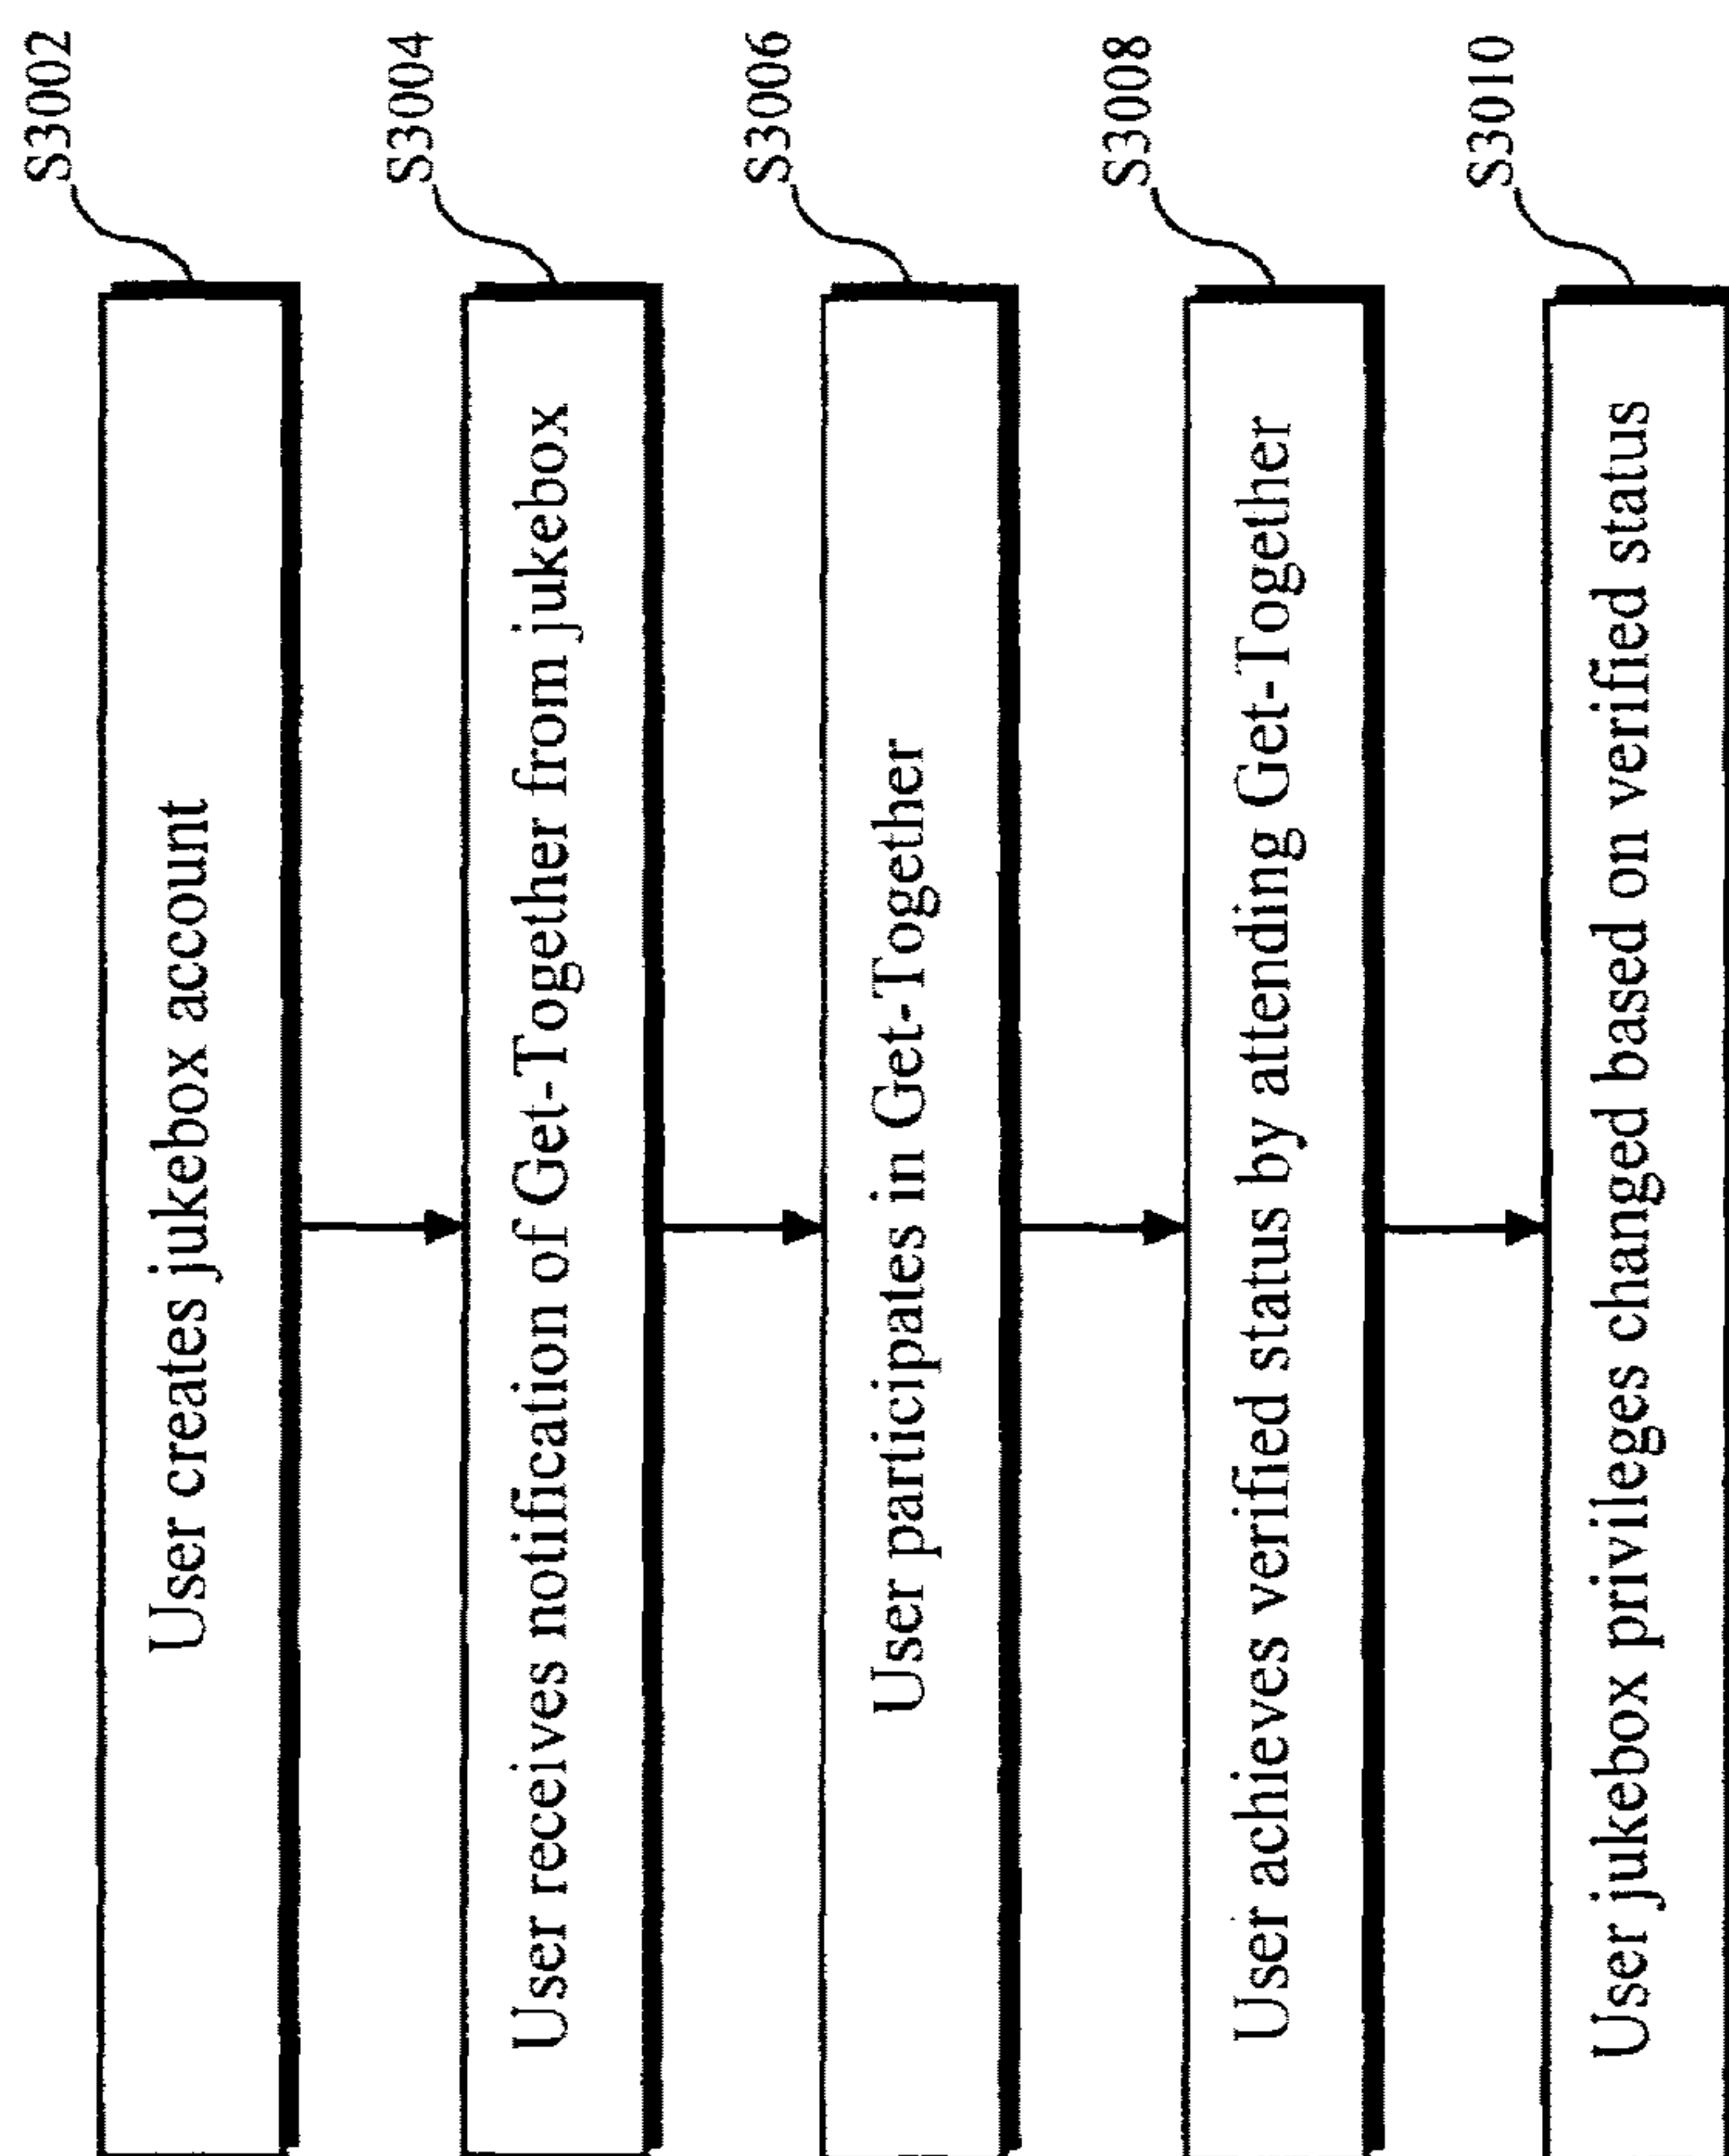 S3002
User creates jukebox account
S3004
User receives notification of Get-Together from jukebox
S3006
User participates in Get-Together
S3008
User achieves verified status by attending Get-Together
S3010
User jukebox privileges changed based on verified status